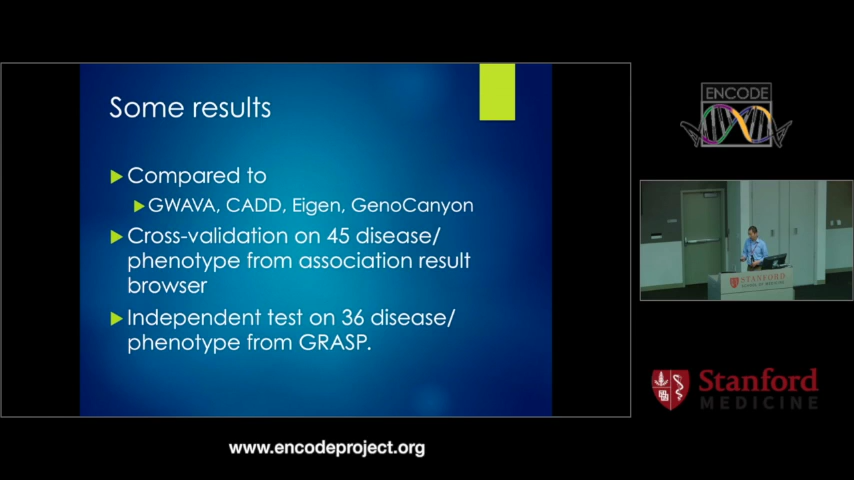 Some results
Compared to
GWAVA, CADD, Eigen, GenoCanyon
Cross-validation on 45 disease/
phenotype from association result
browser
Independent test on 36 disease/
phenotype from GRASP.
ENCODE
STANFORD
Stanford
MEDICINE
www.encodeproject.org